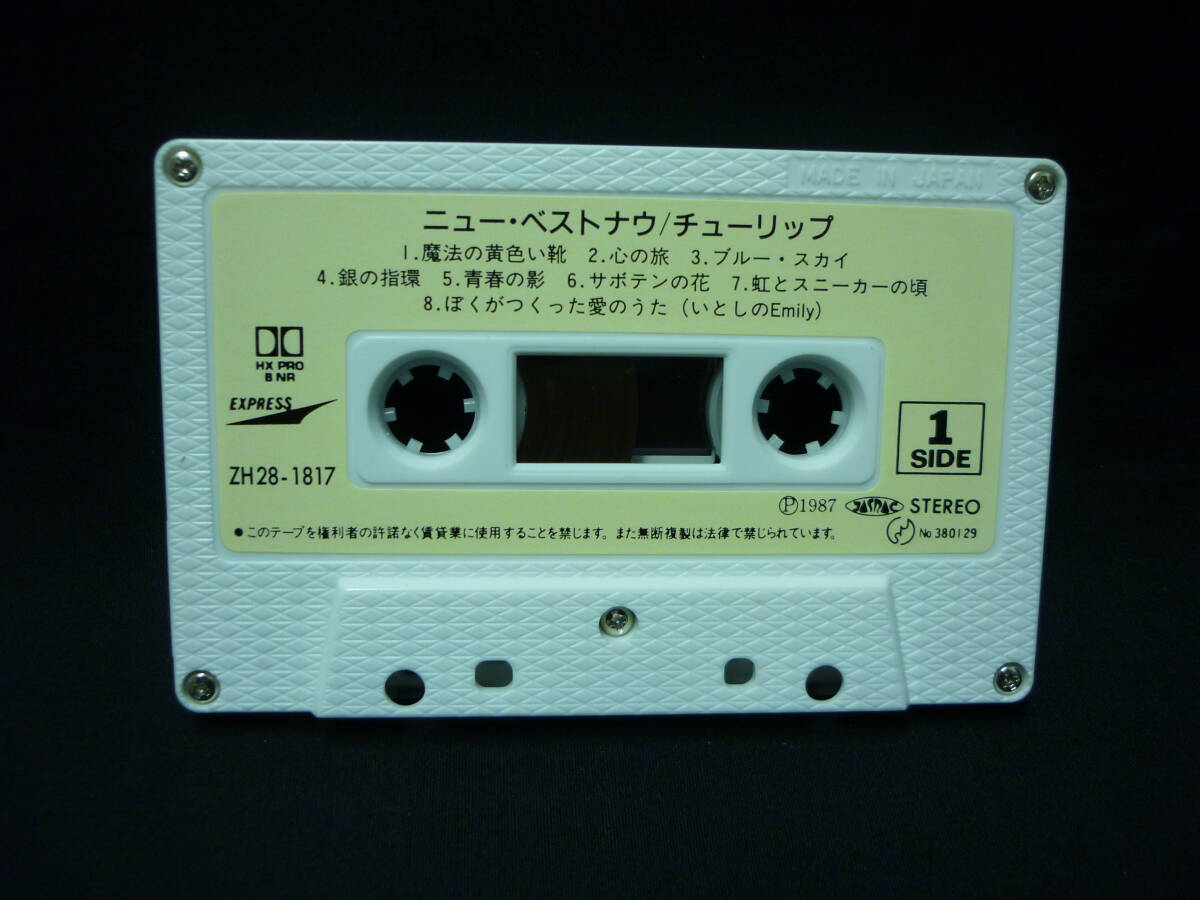 MADE IN JAPAN
ニュー・ベストナウ/チューリップ
1.魔法の黄色い靴 2.心の旅 3.ブルー・スカイ
4.銀の指環 5.青春の影 6.サボテンの花 7.虹とスニーカーの頃
8.ぼくがつくった愛のうた (いとしのEmily)
HX PRO
B NR
EXPRESS
ZH28-1817
1
SIDE
Ⓟ1987 JASRAC STEREO
●このテープを権利者の許諾なく賃貸業に使用することを禁じます。また無断複製は法律で禁じられています。 No380129